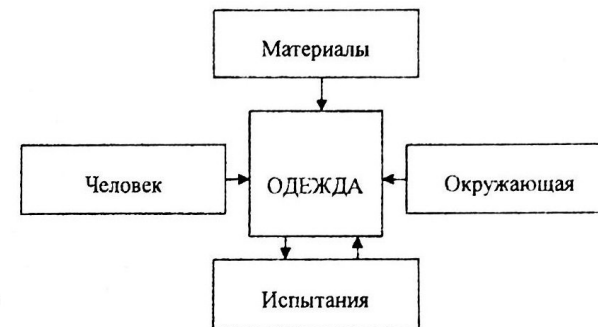 Материалы
Человек
ОДЕЖДА
Окружающая
Испытания